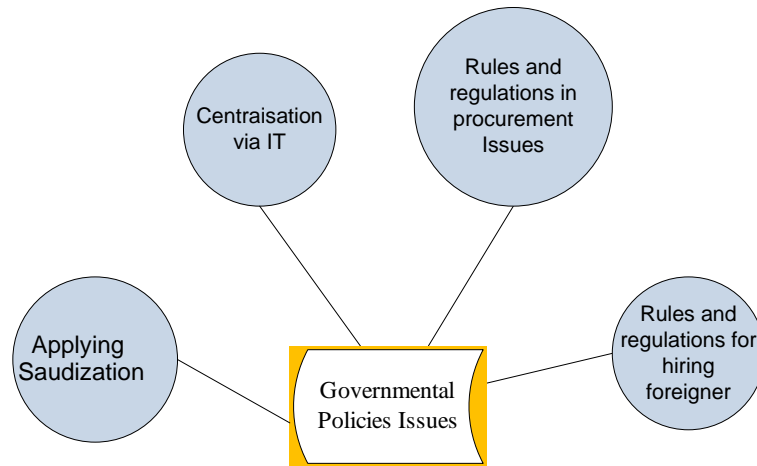 Centraisation
via IT
Rules and
regulations in
procurement
Issues
Applying
Saudization
Rules and
regulations for
hiring
foreigner
Governmental
Policies Issues